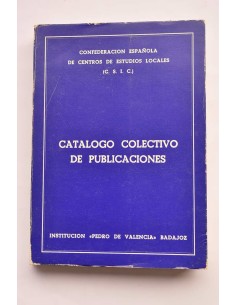 CONFEDERACION ESPAÑOLA
DE CENTROS DE ESTUDIOS LOCALES
(C. S. I. C.)
CATALOGO COLECTIVO
DE PUBLICACIONES
INSTITUCION «PEDRO DE VALENCIA» BADAJOZ